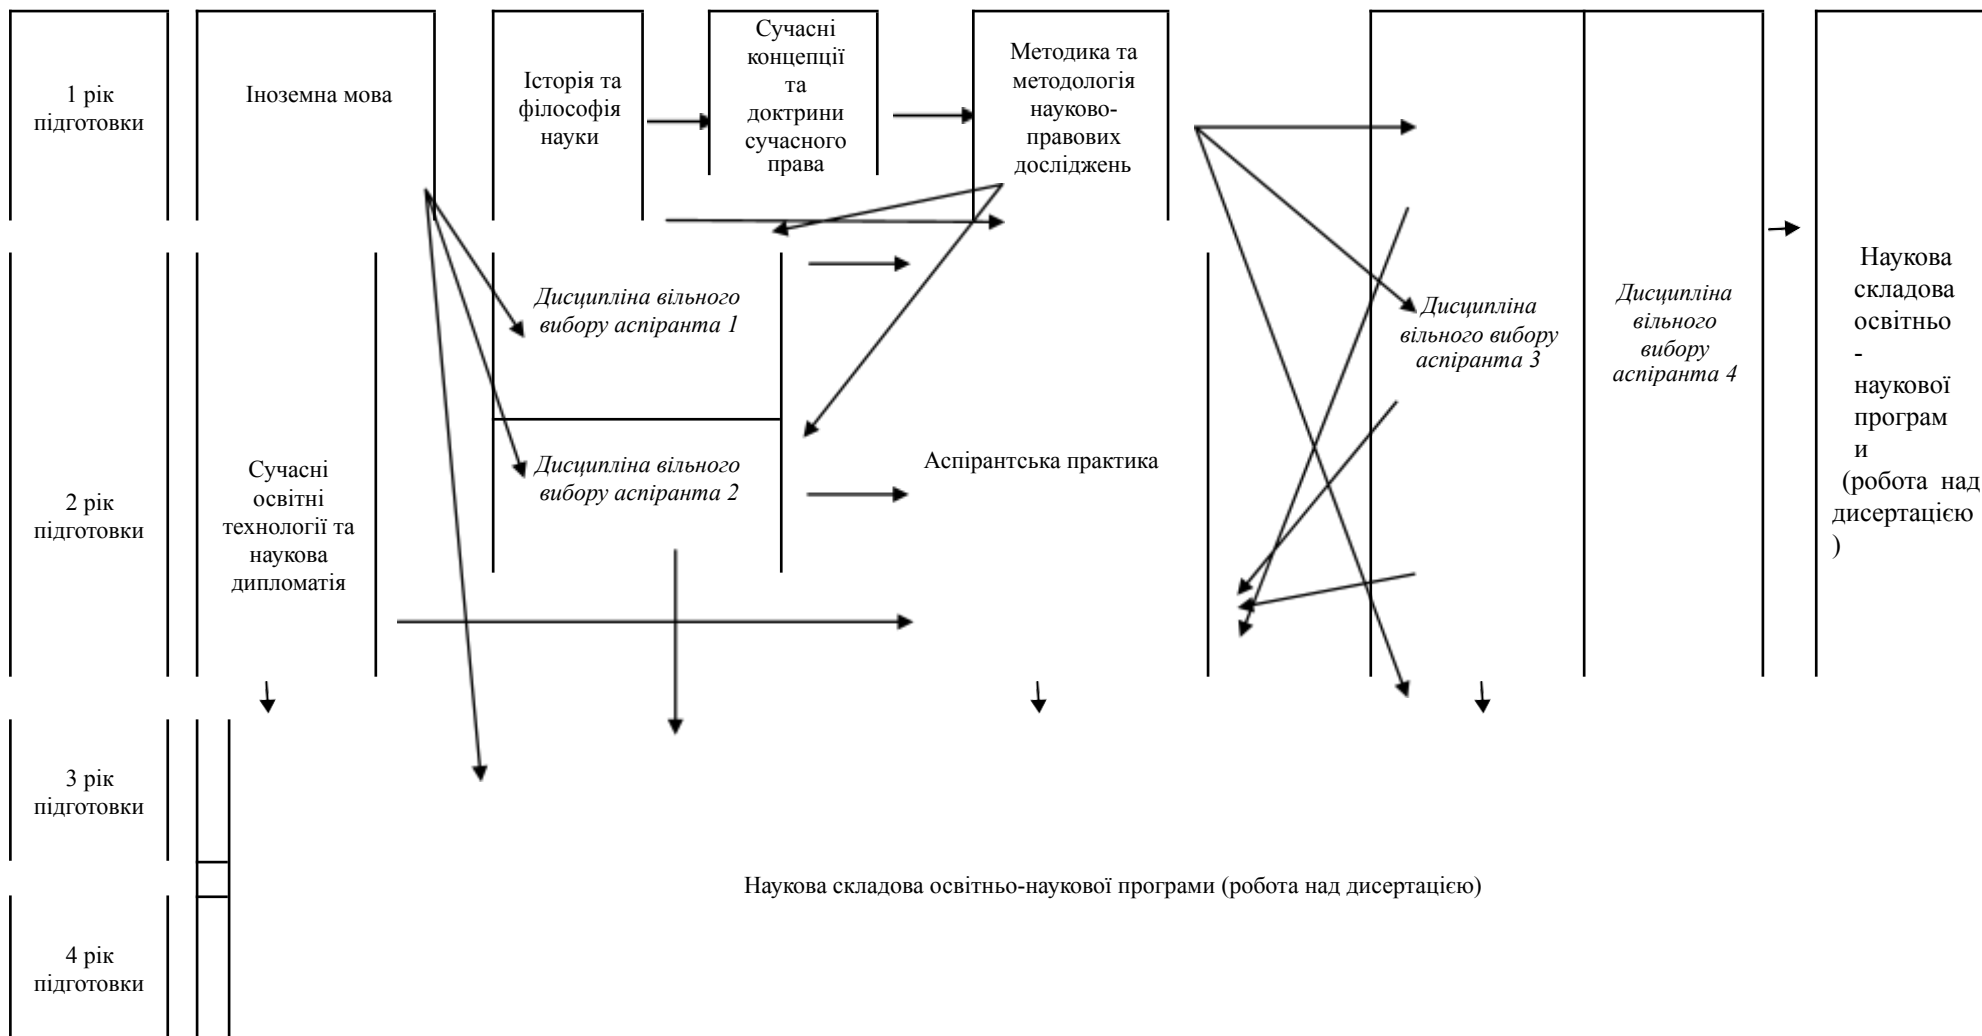 1 рік
підготовки
Іноземна мова
Історія та
філософія
науки
Сучасні
концепції
та
доктрини
сучасного
права
Методика та
методологія
науково-
правових
досліджень
2 рік
підготовки
Сучасні
освітні
технології та
наукова
дипломатія
Дисципліна вільного
вибору аспіранта 1
Дисципліна вільного
вибору аспіранта 2
Аспірантська практика
Дисципліна
вільного вибору
аспіранта 3
Дисципліна
вільного
вибору
аспіранта 4
Наукова
складова
освітньо
-
наукової
програм
и
(робота над
дисертацією
)
3 рік
підготовки
Наукова складова освітньо-наукової програми (робота над дисертацією)
4 рік
підготовки